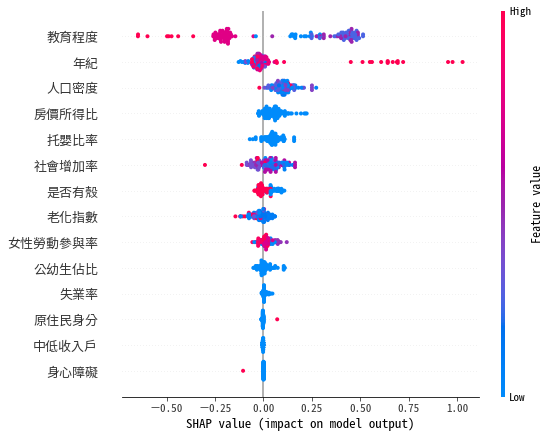 High
教育程度
年紀
人口密度
房價所得比
托嬰比率
社會增加率
是否有殼
老化指數
女性勞動參與率
公幼生佔比
失業率
原住民身分
中低收入戶
身心障礙
Feature value
Low
−0.50 −0.25 0.00 0.25 0.50 0.75 1.00
SHAP value (impact on model output)